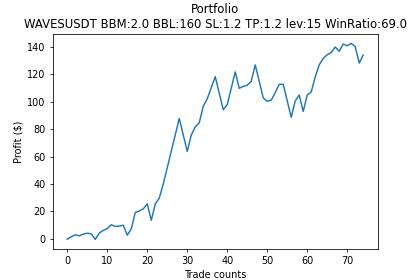 Portfolio
WAVESUSDT BBM:2.0 BBL:160 SL:1.2 TP:1.2 lev:15 WinRatio:69.0
140
120
100
80
60
40
20
0
Profit ($)
0 10 20 30 40 50 60 70
Trade counts